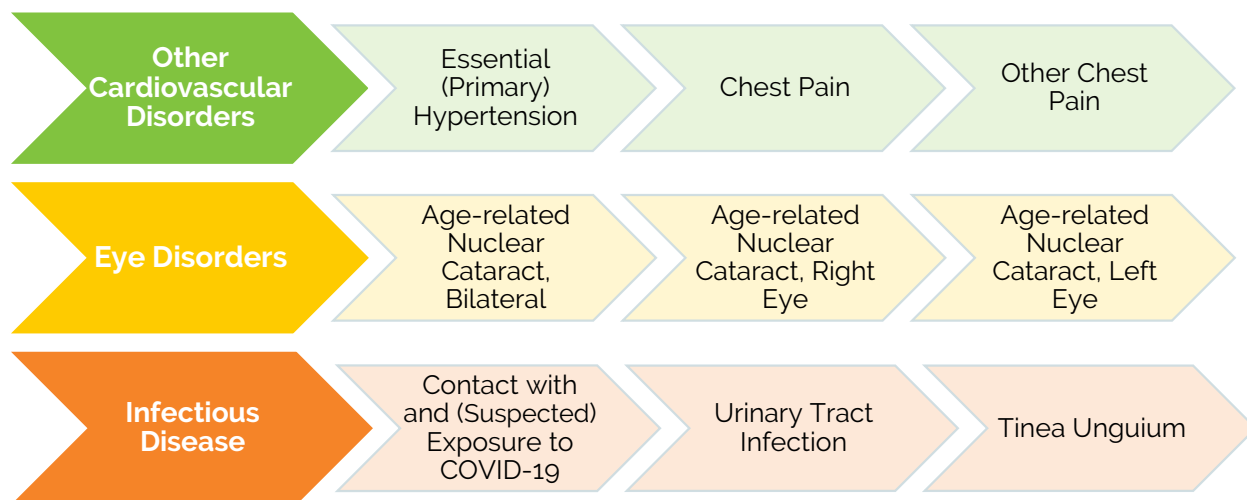 Other
Cardiovascular
Disorders
Essential
(Primary)
Hypertension
Chest Pain
Other Chest
Pain
Eye Disorders
Age-related
Nuclear
Cataract,
Bilateral
Age-related
Nuclear
Cataract, Right
Eye
Age-related
Nuclear
Cataract, Left
Eye
Infectious
Disease
Contact with
and (Suspected)
Exposure to
COVID-19
Urinary Tract
Infection
Tinea Unguium